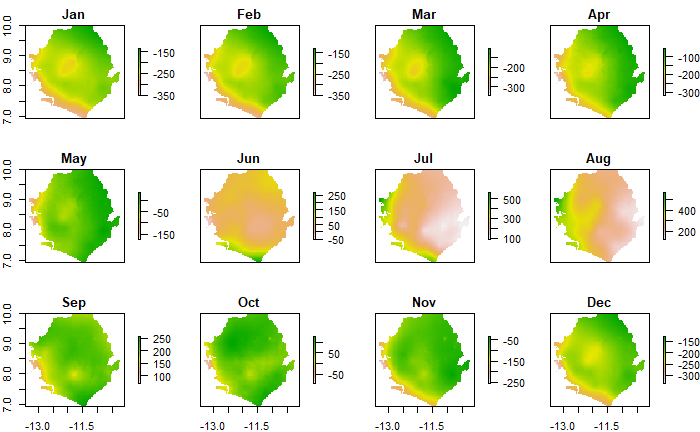 Jan Feb Mar Apr
10.0 9.0 8.0 7.0
-150 -250 -350
-150 -250 -350
-200 -300
-100 -150 -200 -250 -300
May Jun Jul Aug
10.0 9.0 8.0 7.0
-50 -150
250 150 50 -50
500 300 100
400 200
Sep Oct Nov Dec
10.0 9.0 8.0 7.0
250 200 150 100
50 -50
-50 -150 -250
-150 -200 -250 -300
-13.0 -11.5 -13.0 -11.5 -13.0 -11.5 -13.0 -11.5